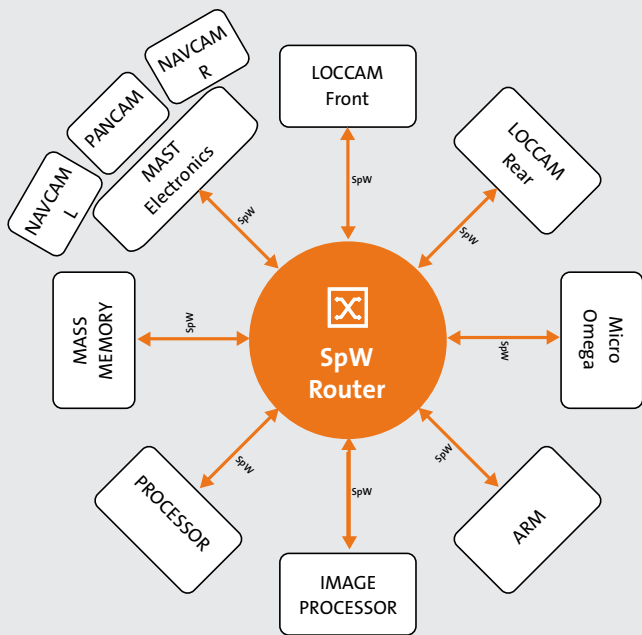 NAVCAM
R
PANCAM
NAVCAM
L
MAST
Electronics
LOCCAM
Front
LOCCAM
Rear
SpW
SpW
SpW
MASS
MEMORY
SpW
SpW
Router
SpW
Micro
Omega
SpW
SpW
SpW
PROCESSOR
ARM
IMAGE
PROCESSOR